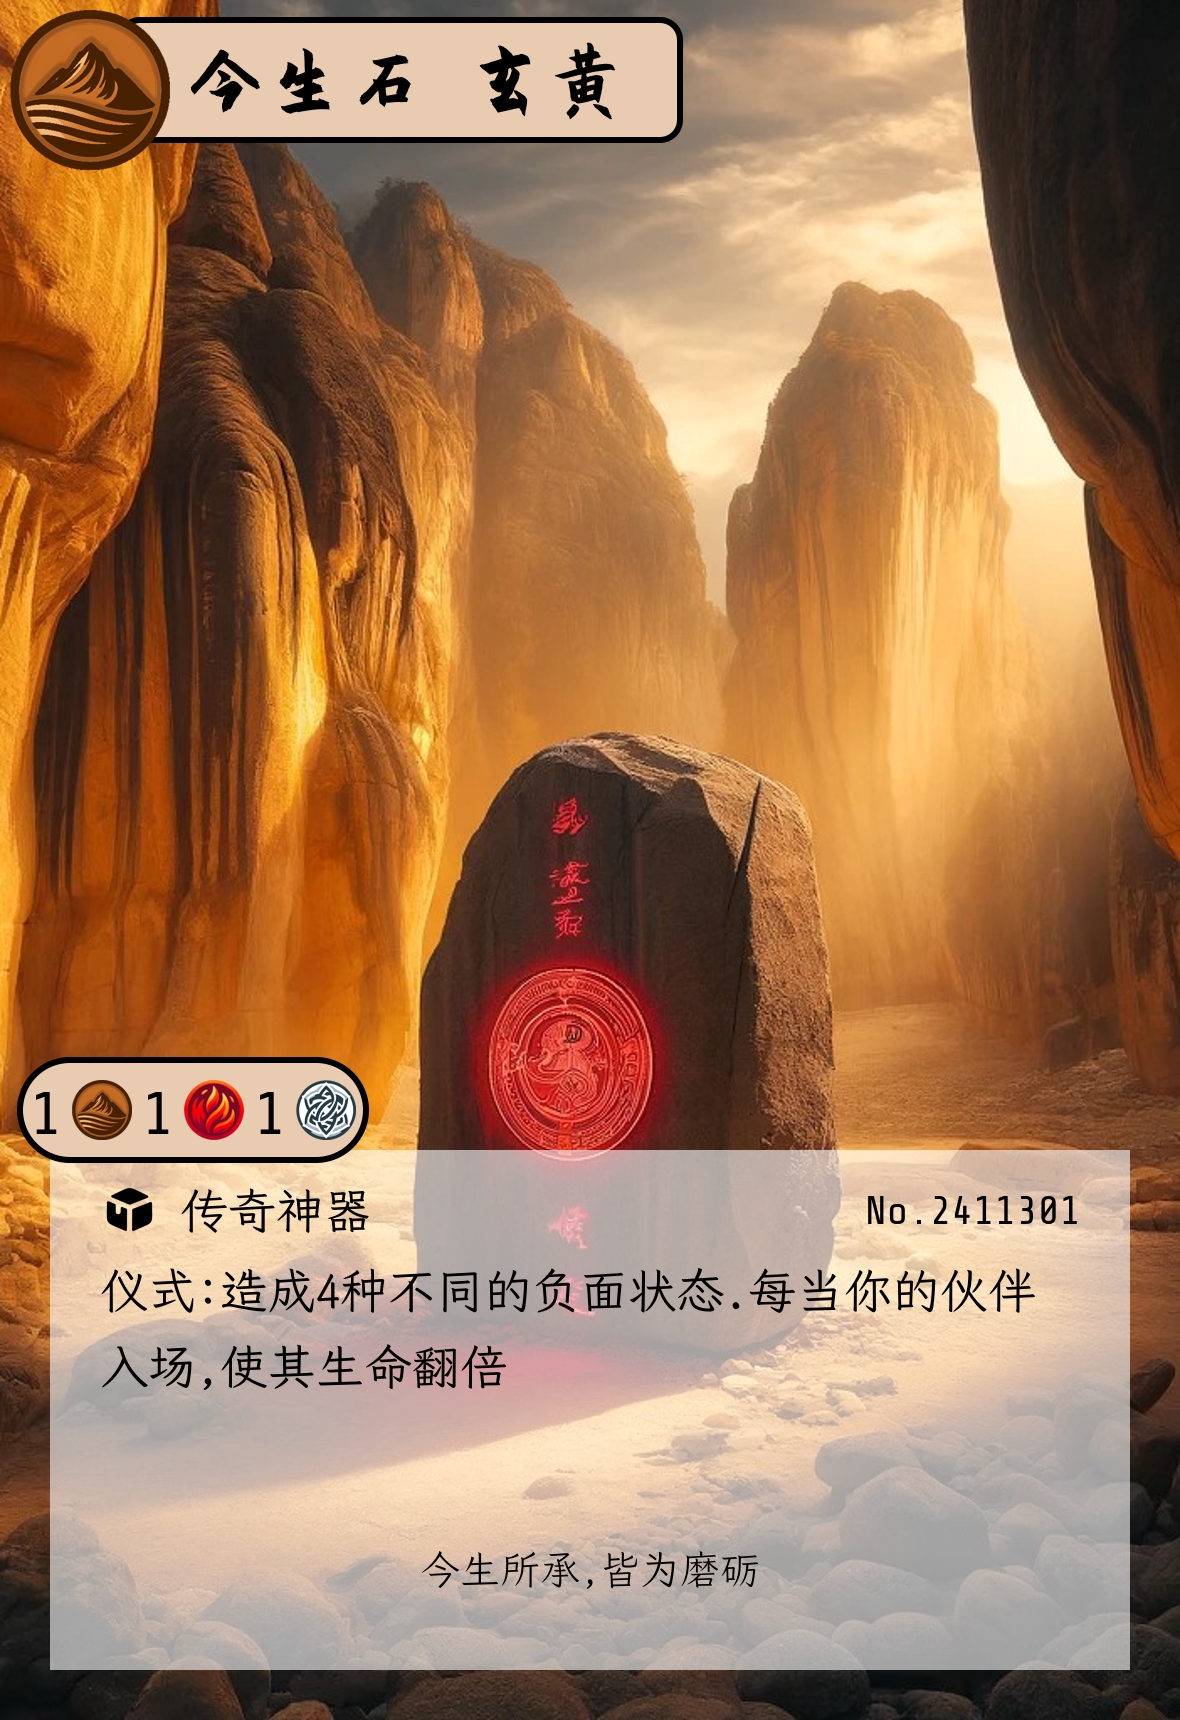 今生石 玄黄
1 1 1
传奇神器
No.2411301
仪式:造成4种不同的负面状态.每当你的伙伴
入场,使其生命翻倍
今生所承,皆为磨砺